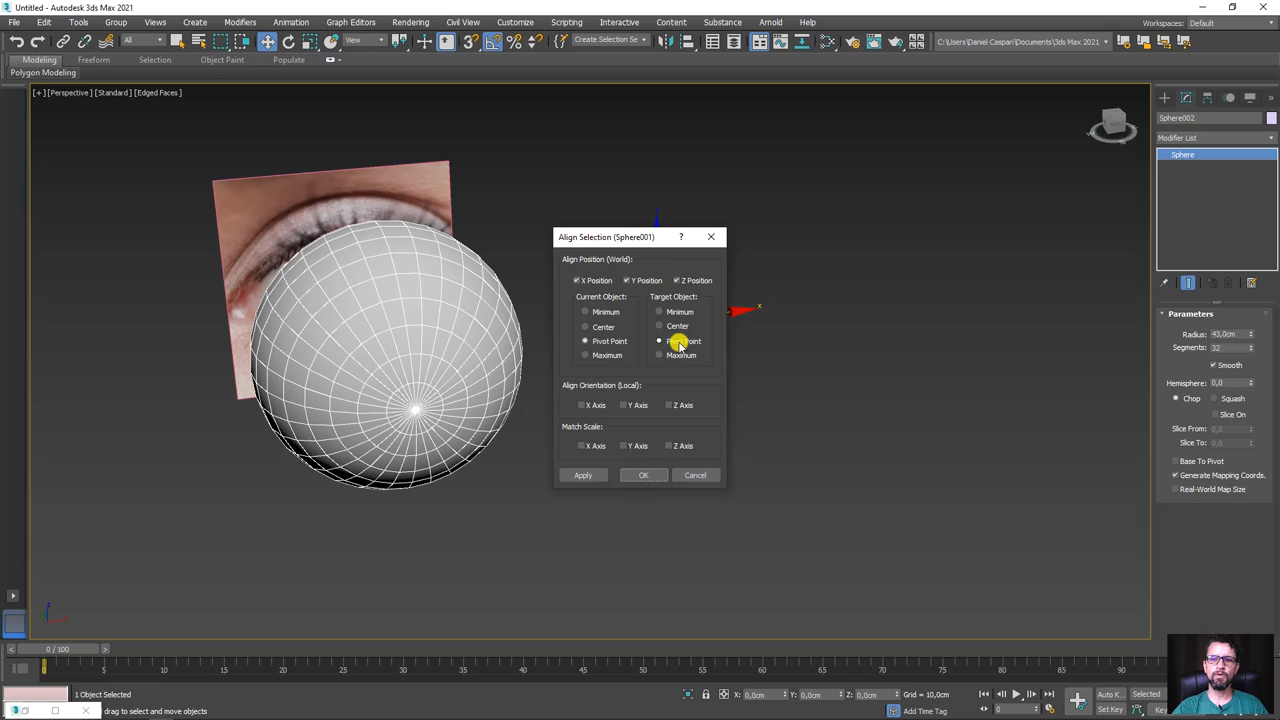 Untitled - Autodesk 3ds Max 2021
File Edit Tools Group Views Create Modifiers Animation Graph Editors Rendering Civil View Customize Scripting Interactive Content Substance Arnold Help
Workspaces: Default
All View Create Selection Se C:\Users\Daniel Caspari\Documents\3ds Max 2021
Modeling Freeform Selection Object Paint Populate
Polygon Modeling
[+] [Perspective] [Standard] [Edged Faces]
Sphere002
Modifier List
Sphere
Align Selection (Sphere001) ?
Align Position (World):
X Position Y Position Z Position
Current Object: Target Object:
Minimum Minimum
Center Center
Pivot Point Pivot Point
Maximum Maximum
Align Orientation (Local):
X Axis Y Axis Z Axis
Match Scale:
X Axis Y Axis Z Axis
Apply OK Cancel
x
Parameters
Radius: 43,0cm
Segments: 32
Smooth
Hemisphere: 0,0
Chop Squash
Slice On
Slice From: 0,0
Slice To: 0,0
Base To Pivot
Generate Mapping Coords.
Real-World Map Size
< 0 / 100 >
0 5 10 15 20 25 30 35 40 45 50 55 60 65 70 75 80 85 90
1 Object Selected X: 0,0cm Y: 0,0cm Z: 0,0cm Grid = 10,0cm Auto K... Selected
drag to select and move objects Add Time Tag 0 Set Key